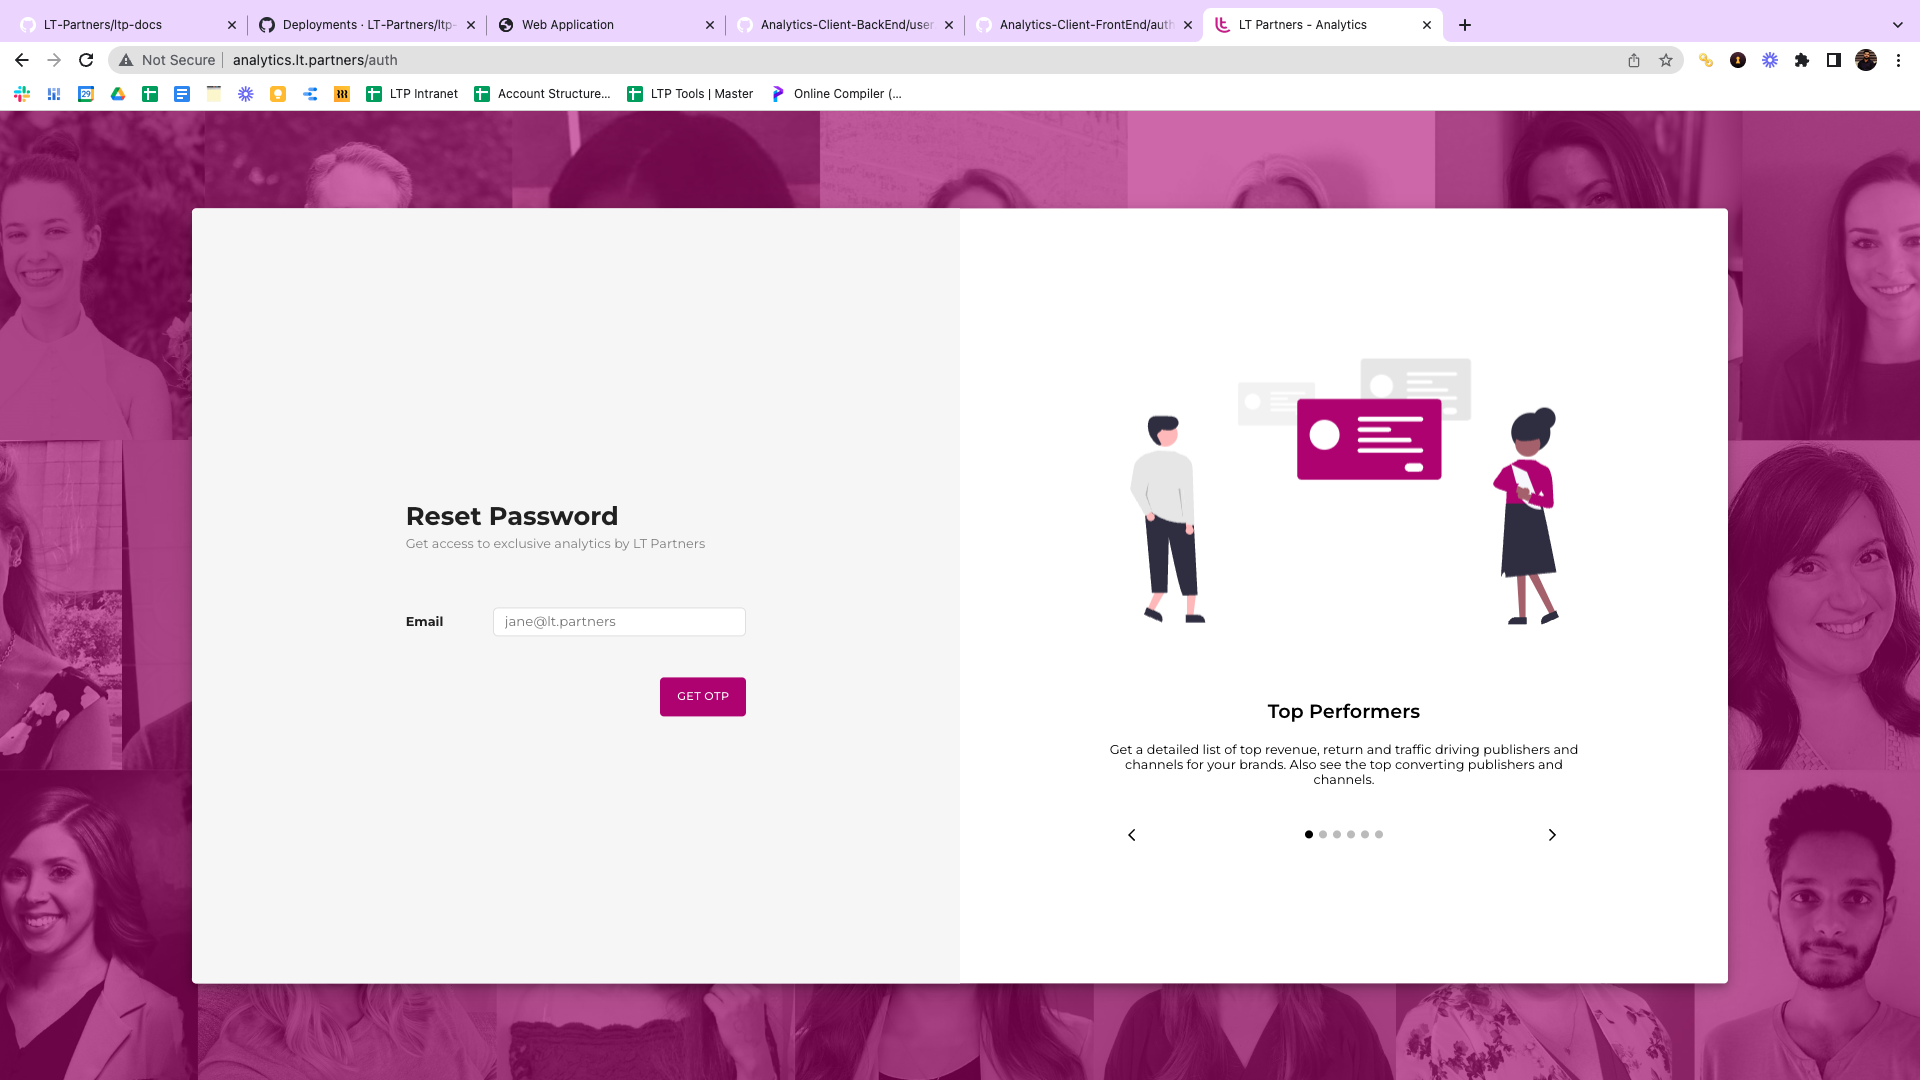 LT-Partners/ltp-docs
Deployments · LT-Partners/ltp-
Web Application
Analytics-Client-BackEnd/user
Analytics-Client-FrontEnd/auth
LT Partners - Analytics
Not Secure
analytics.lt.partners/auth
29
LTP Intranet
Account Structure...
LTP Tools | Master
Online Compiler (...
Reset Password
Get access to exclusive analytics by LT Partners
Email
jane@lt.partners
GET OTP
Top Performers
Get a detailed list of top revenue, return and traffic driving publishers and
channels for your brands. Also see the top converting publishers and
channels.